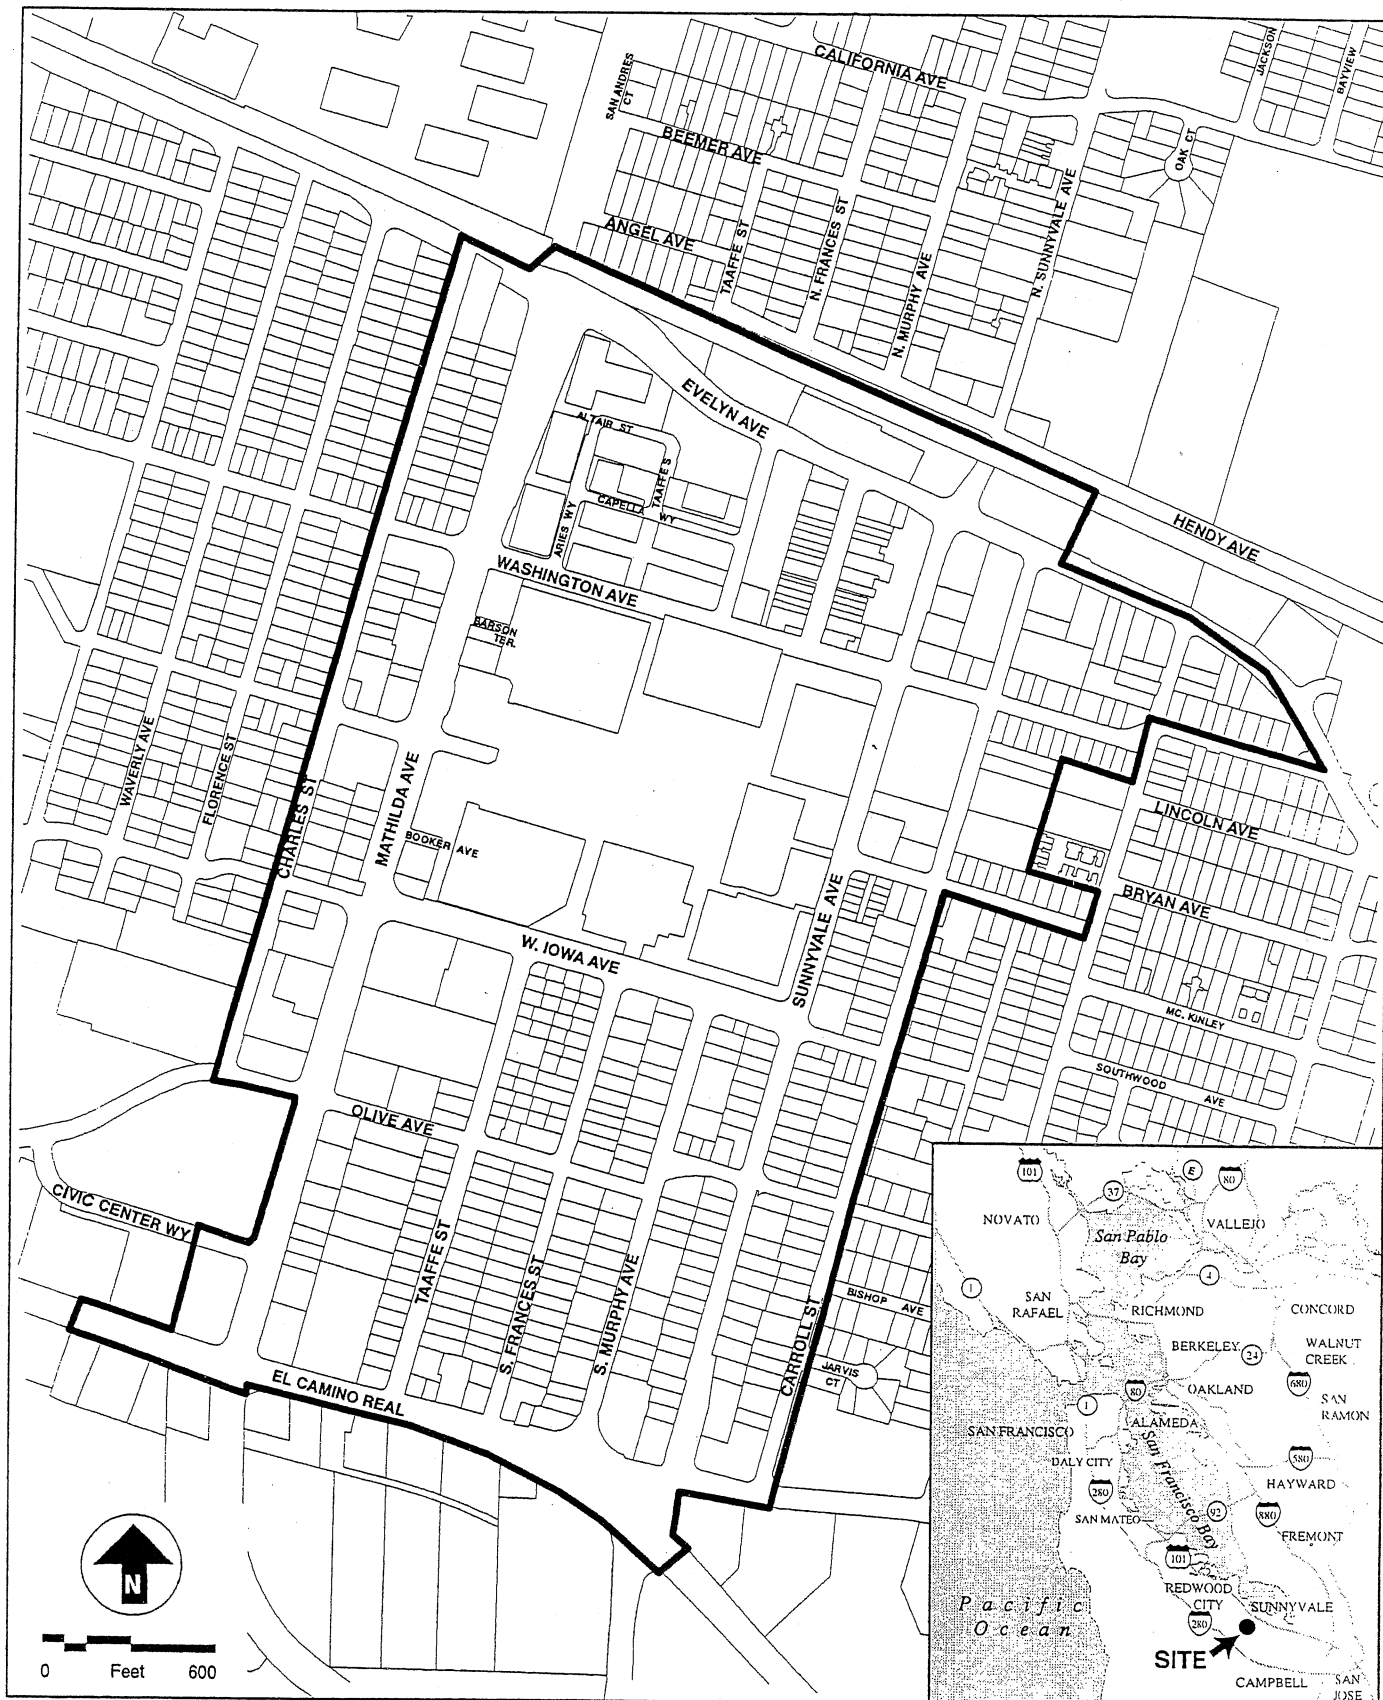 CALIFORNIA AVE
JACKSON
BAYVIEW
SAN ANDRES
CT
BEEMER AVE
OAK CT
ANGEL AVE
TAAFFE ST
N. FRANCES ST
N. MURPHY AVE
N. SUNNYVALE AVE
EVELYN AVE
ALTAIR ST
TAAFFE S
CAPELLA WY
ARIES WY
HENDY AVE
WASHINGTON AVE
BARSON
TER.
WAVERLY AVE
FLORENCE ST
CHARLES ST
MATHILDA AVE
BOOKER AVE
LINCOLN AVE
BRYAN AVE
SUNNYVALE AVE
W. IOWA AVE
MC. KINLEY
SOUTHWOOD
AVE
OLIVE AVE
CIVIC CENTER WY
TAAFFE ST
S. FRANCES ST
S. MURPHY AVE
CARROLL ST
BISHOP AVE
JARVIS
CT
EL CAMINO REAL
N
0 Feet 600
101
37
E
80
NOVATO
VALLEJO
San Pablo
Bay
4
1
SAN
RAFAEL
RICHMOND
CONCORD
BERKELEY
24
WALNUT
CREEK
80
OAKLAND
680
SAN
RAMON
1
SAN FRANCISCO
ALAMEDA
DALY CITY
San Francisco Bay
580
280
HAYWARD
SAN MATEO
92
880
FREMONT
101
REDWOOD
CITY
SUNNYVALE
Pacific
Ocean
280
SITE
CAMPBELL
SAN
JOSE